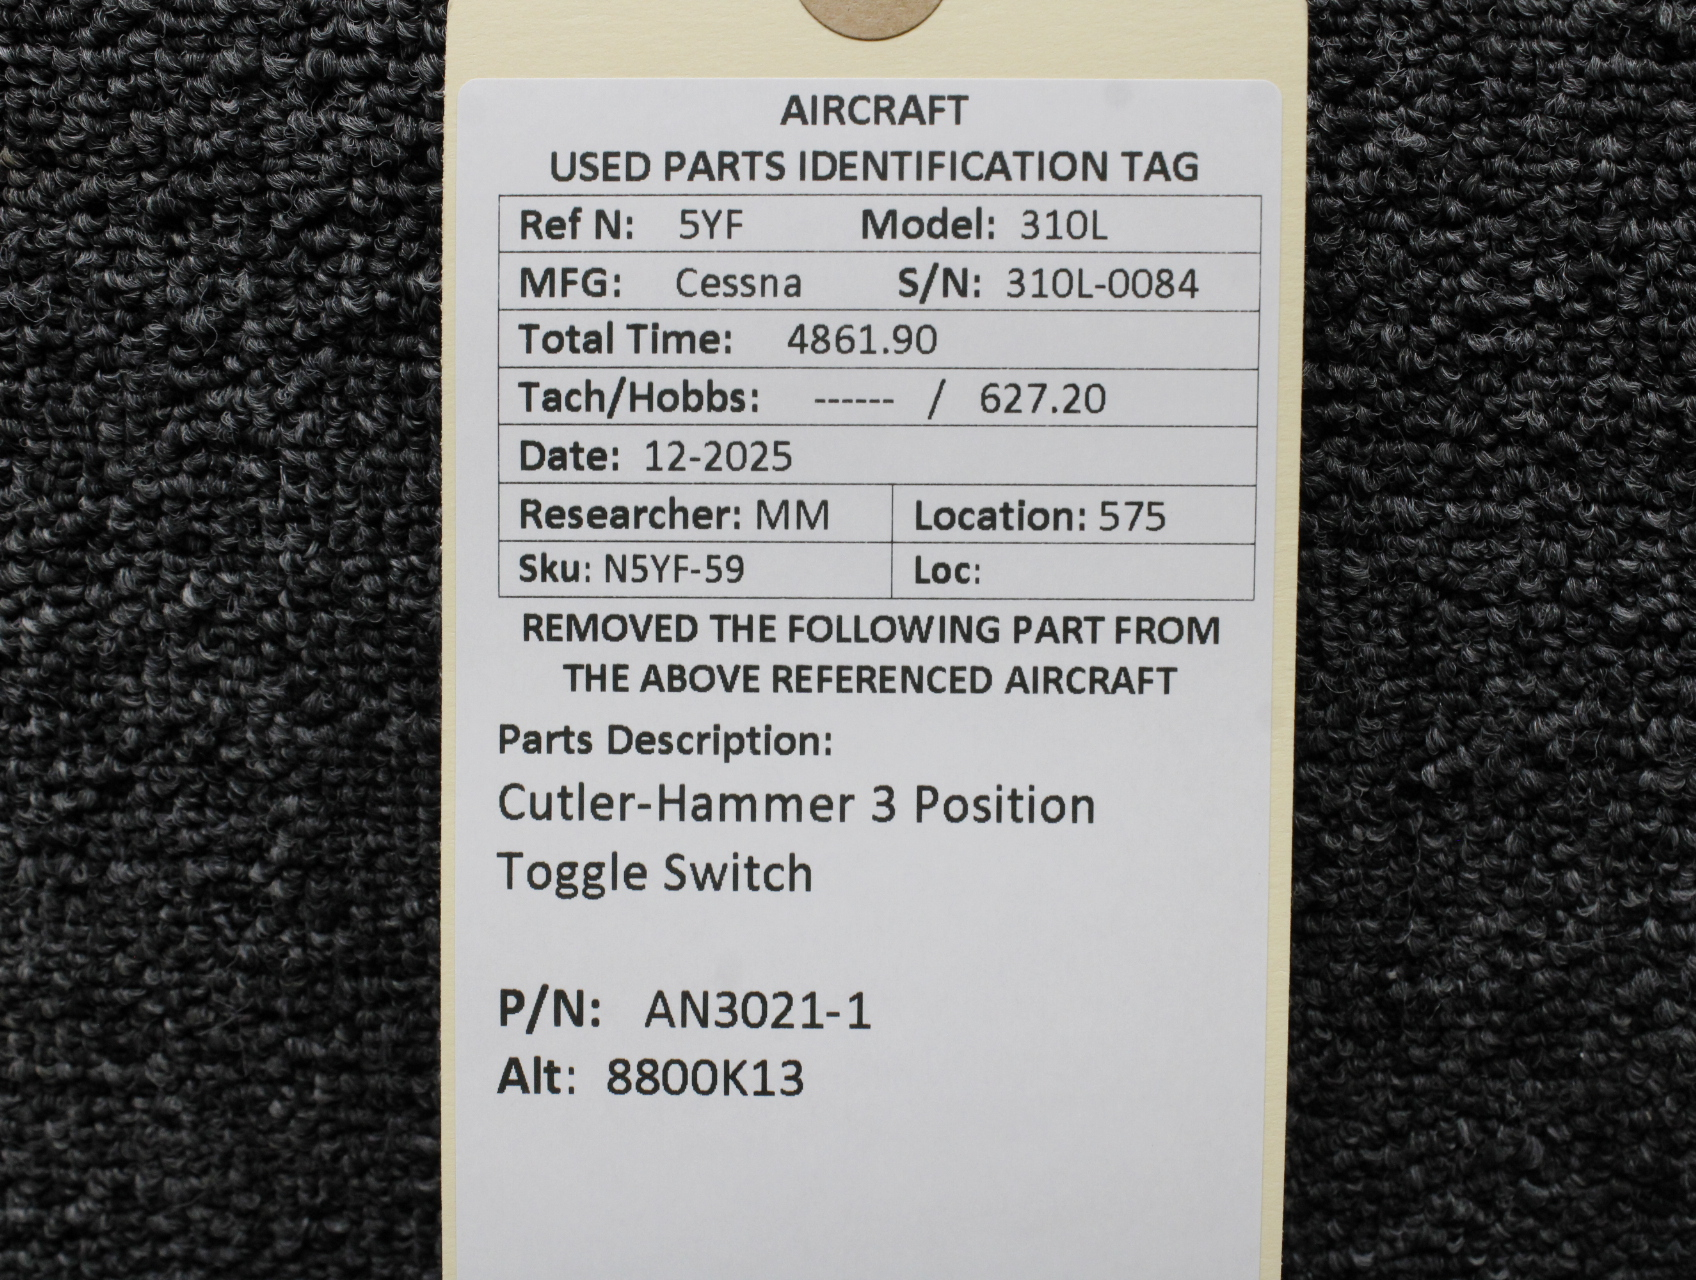 AIRCRAFT
USED PARTS IDENTIFICATION TAG
Ref N: 5YF Model: 310L
MFG: Cessna S/N: 310L-0084
Total Time: 4861.90
Tach/Hobbs: ------ / 627.20
Date: 12-2025
Researcher: MM Location: 575
Sku: N5YF-59 Loc:
REMOVED THE FOLLOWING PART FROM
THE ABOVE REFERENCED AIRCRAFT
Parts Description:
Cutler-Hammer 3 Position
Toggle Switch
P/N: AN3021-1
Alt: 8800K13